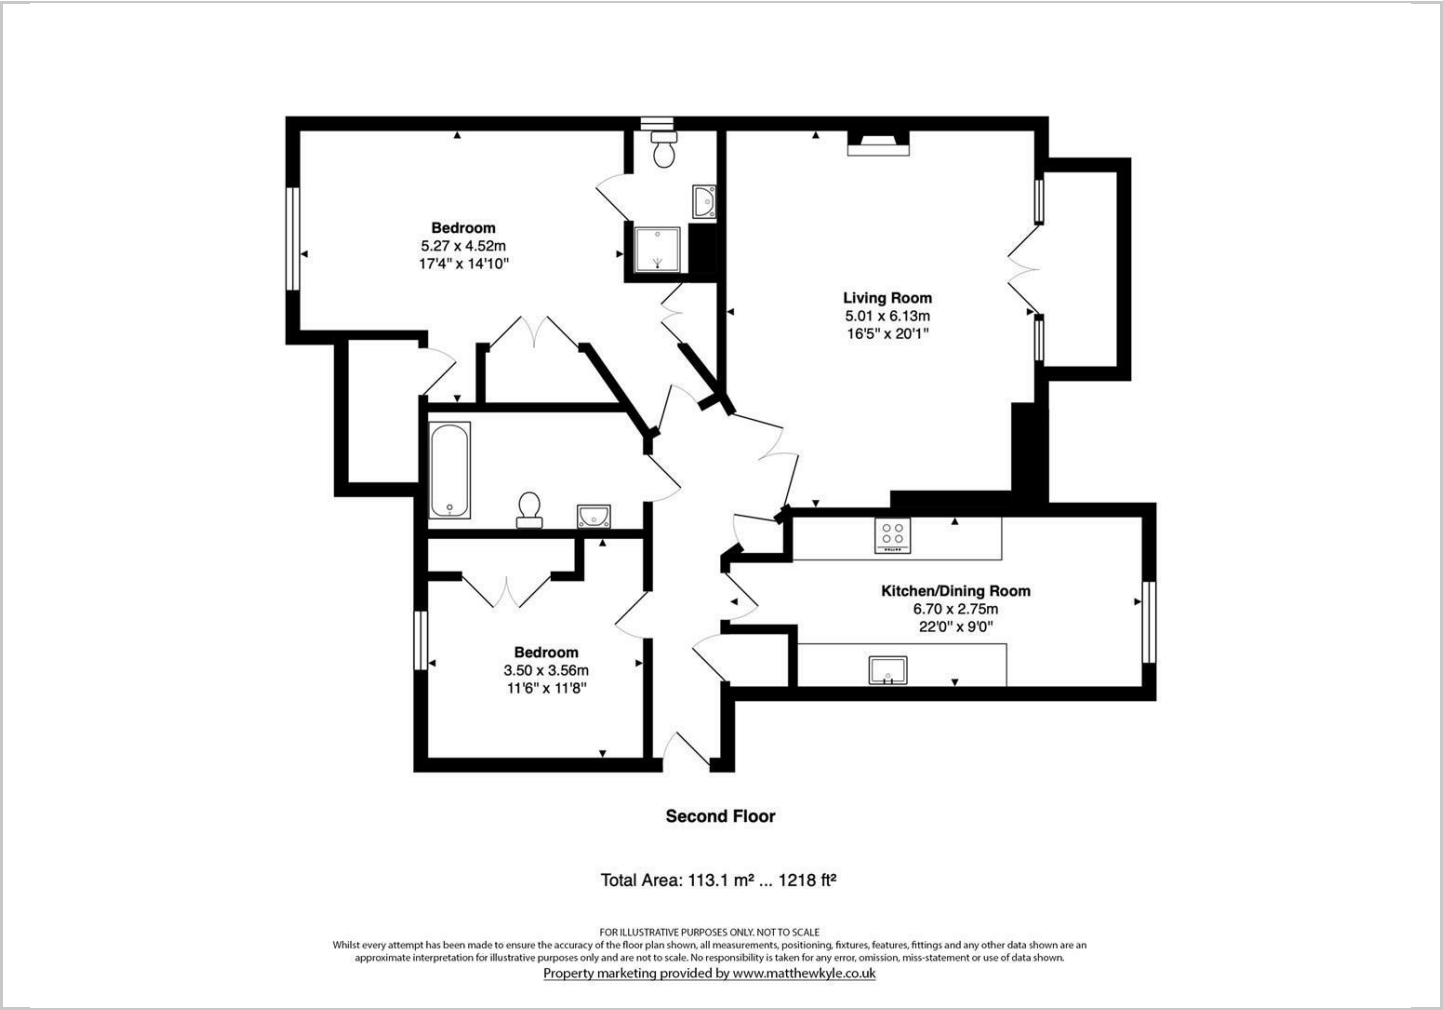 Bedroom
5.27 x 4.52m
17'4" x 14'10"
Living Room
5.01 x 6.13m
16'5" x 20'1"
Kitchen/Dining Room
6.70 x 2.75m
22'0" x 9'0"
Bedroom
3.50 x 3.56m
11'6" x 11'8"
Second Floor
Total Area: 113.1 m² ... 1218 ft²
FOR ILLUSTRATIVE PURPOSES ONLY. NOT TO SCALE
Whilst every attempt has been made to ensure the accuracy of the floor plan shown, all measurements, positioning, fixtures, features, fittings and any other data shown are an
approximate interpretation for illustrative purposes only and are not to scale. No responsibility is taken for any error, omission, miss-statement or use of data shown.
Property marketing provided by www.matthewkyle.co.uk